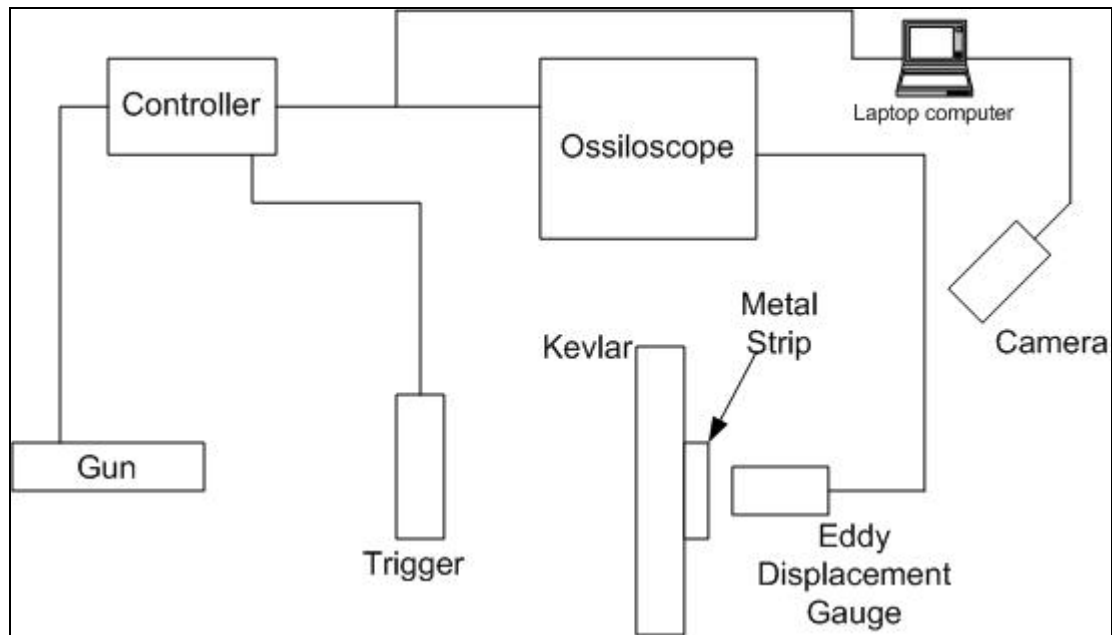 Controller
Ossiloscope
Laptop computer
Metal
Strip
Kevlar
Camera
Gun
Trigger
Eddy
Displacement
Gauge